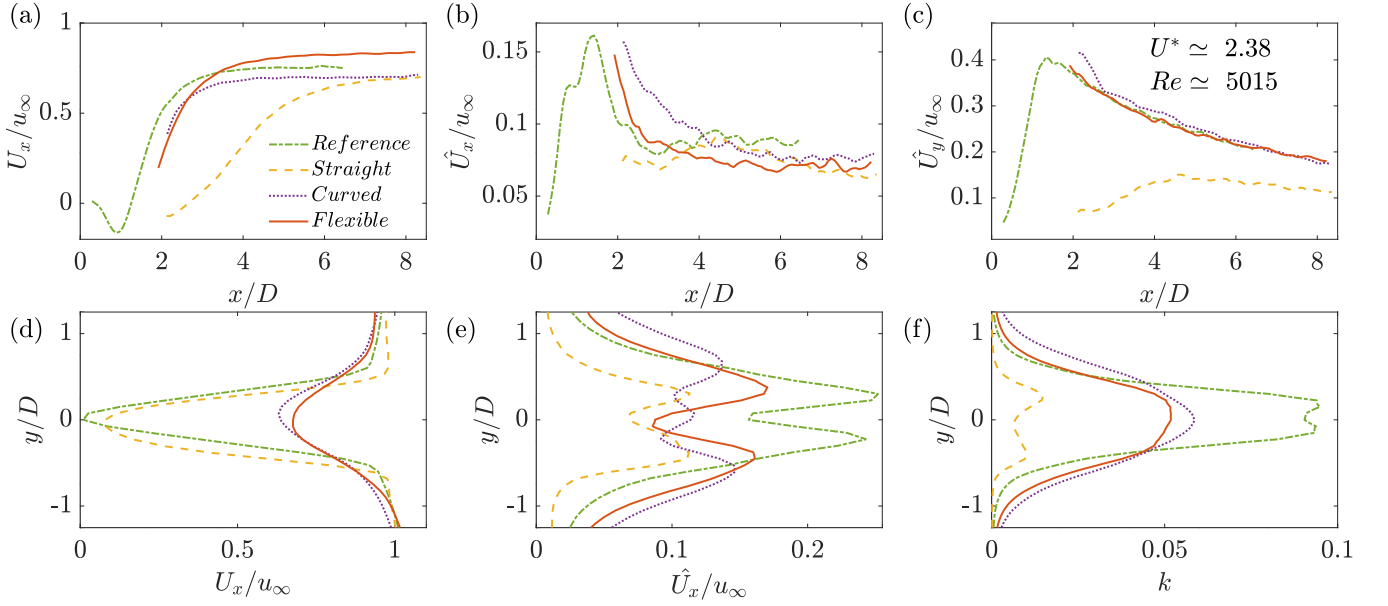 (a)
1
0.5
0
0 2 4 6 8
x/D
U_x/u_∞
Reference
Straight
Curved
Flexible
(b)
0.15
0.10
0.05
0 2 4 6 8
x/D
Û_x/u_∞
(c)
0.4
0.3
0.2
0.1
0 2 4 6 8
x/D
Û_y/u_∞
U* ≃ 2.38
Re ≃ 5015
(d)
1
0
-1
0 0.5 1
U_x/u_∞
y/D
(e)
1
0
-1
0 0.1 0.2
Û_x/u_∞
y/D
(f)
1
0
-1
0 0.05 0.1
k
y/D